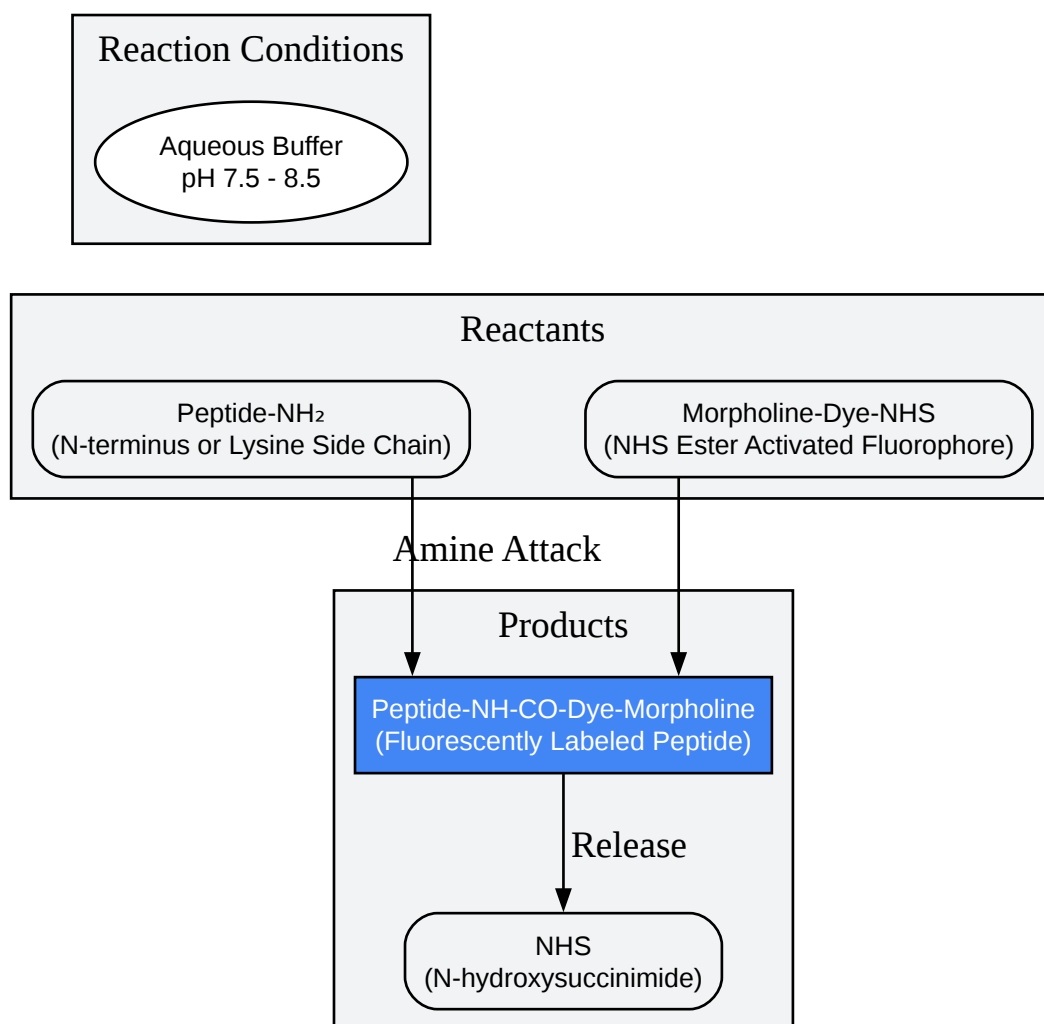 Reaction Conditions
Aqueous Buffer
pH 7.5 - 8.5
Reactants
Peptide-NH₂
(N-terminus or Lysine Side Chain)
Morpholine-Dye-NHS
(NHS Ester Activated Fluorophore)
Amine Attack
Products
Peptide-NH-CO-Dye-Morpholine
(Fluorescently Labeled Peptide)
Release
NHS
(N-hydroxysuccinimide)